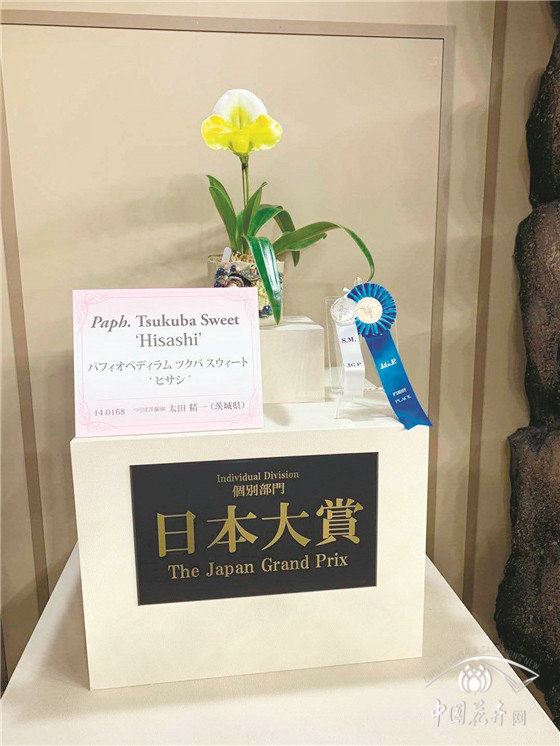 Paph. Tsukuba Sweet
‘Hisashi’
パフィオペディラム ツクバ スウィート
‘ヒサシ’
14-0168 つくば洋蘭園 太田 精一 (茨城県)
S.M.
JGP
FIRST
PLACE
Individual Division
個別部門
日本大賞
The Japan Grand Prix
中国花卉网